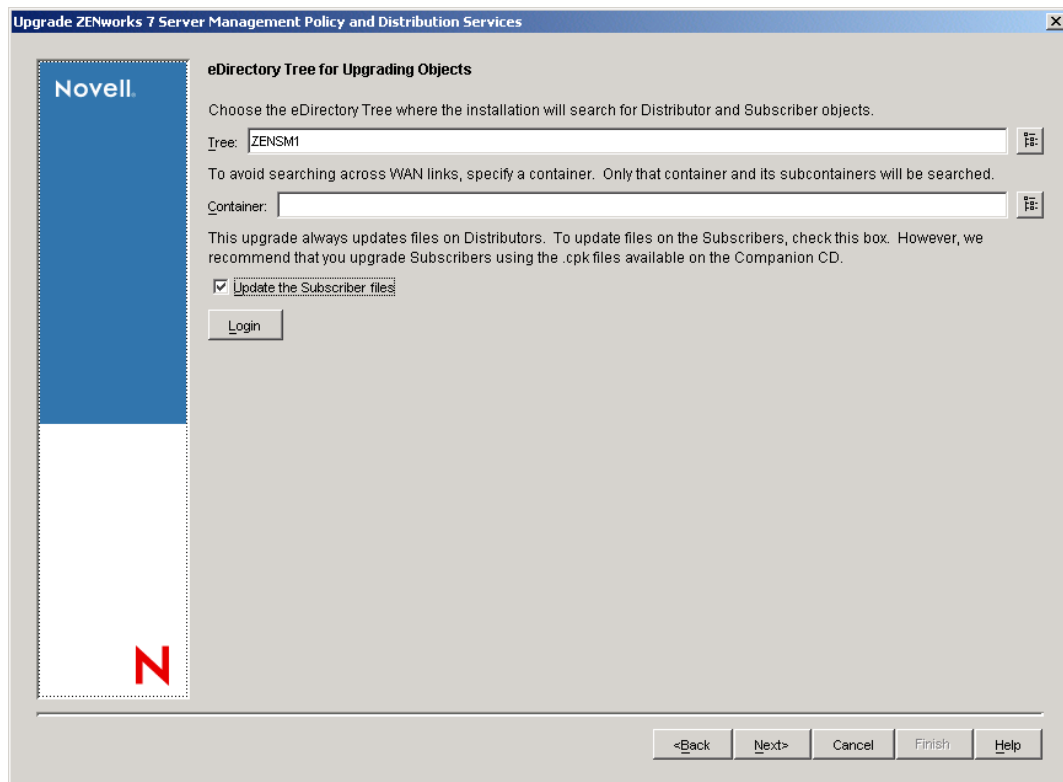 Upgrade ZENworks 7 Server Management Policy and Distribution Services
Novell.
eDirectory Tree for Upgrading Objects
Choose the eDirectory Tree where the installation will search for Distributor and Subscriber objects.
Tree: ZENSM1
To avoid searching across WAN links, specify a container. Only that container and its subcontainers will be searched.
Container:
This upgrade always updates files on Distributors. To update files on the Subscribers, check this box. However, we
recommend that you upgrade Subscribers using the .cpk files available on the Companion CD.
Update the Subscriber files
Login
N
<Back Next> Cancel Finish Help